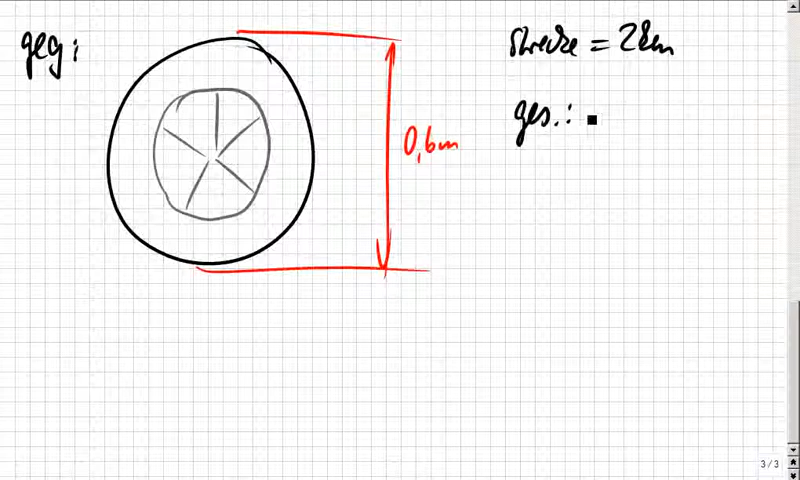 geg:
Strecke = 2km
ges.:
0,6m
3 / 3